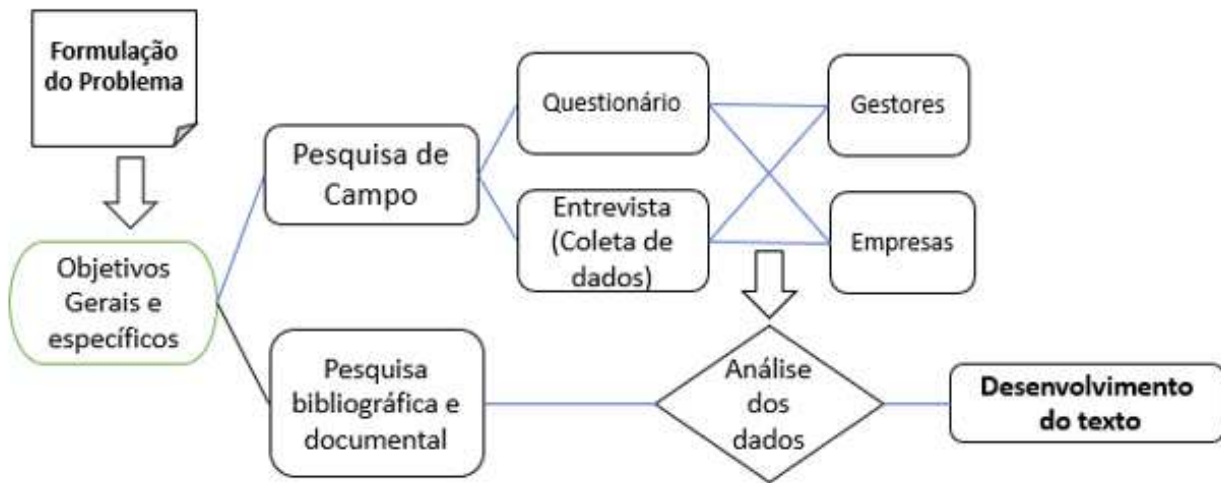 Formulação
do Problema
Objetivos
Gerais e
específicos
Pesquisa de
Campo
Pesquisa
bibliográfica e
documental
Questionário
Entrevista
(Coleta de
dados)
Gestores
Empresas
Análise
dos
dados
Desenvolvimento
do texto